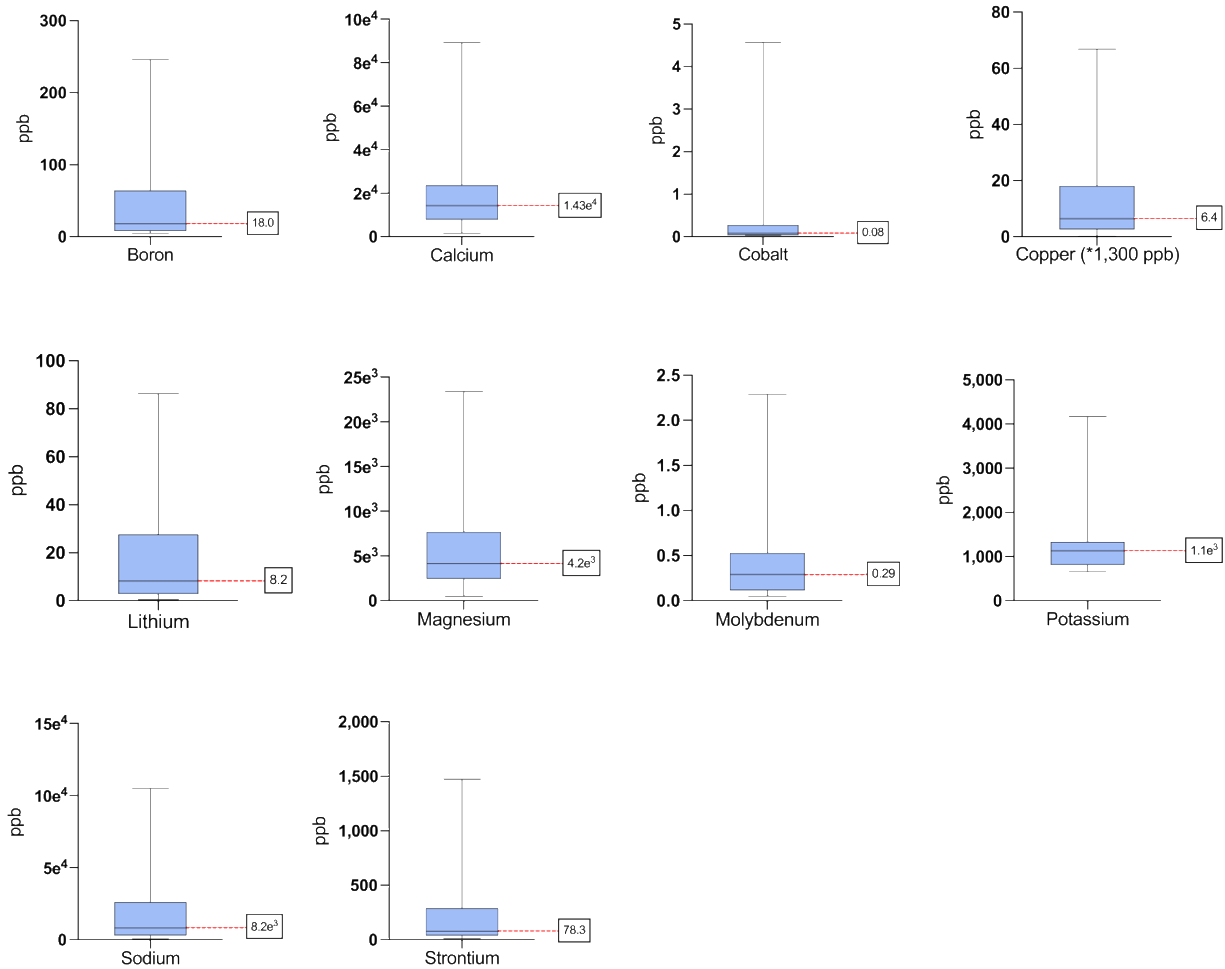 300
200
100
0
ppb
Boron
18.0
10e⁴
8e⁴
6e⁴
4e⁴
2e⁴
0
ppb
Calcium
1.43e⁴
5
4
3
2
1
0
ppb
Cobalt
0.08
80
60
40
20
0
ppb
Copper (*1,300 ppb)
6.4
100
80
60
40
20
0
ppb
Lithium
8.2
25e³
20e³
15e³
10e³
5e³
0
ppb
Magnesium
4.2e³
2.5
2.0
1.5
1.0
0.5
0.0
ppb
Molybdenum
0.29
5,000
4,000
3,000
2,000
1,000
0
ppb
Potassium
1.1e³
15e⁴
10e⁴
5e⁴
0
ppb
Sodium
8.2e³
2,000
1,500
1,000
500
0
ppb
Strontium
78.3